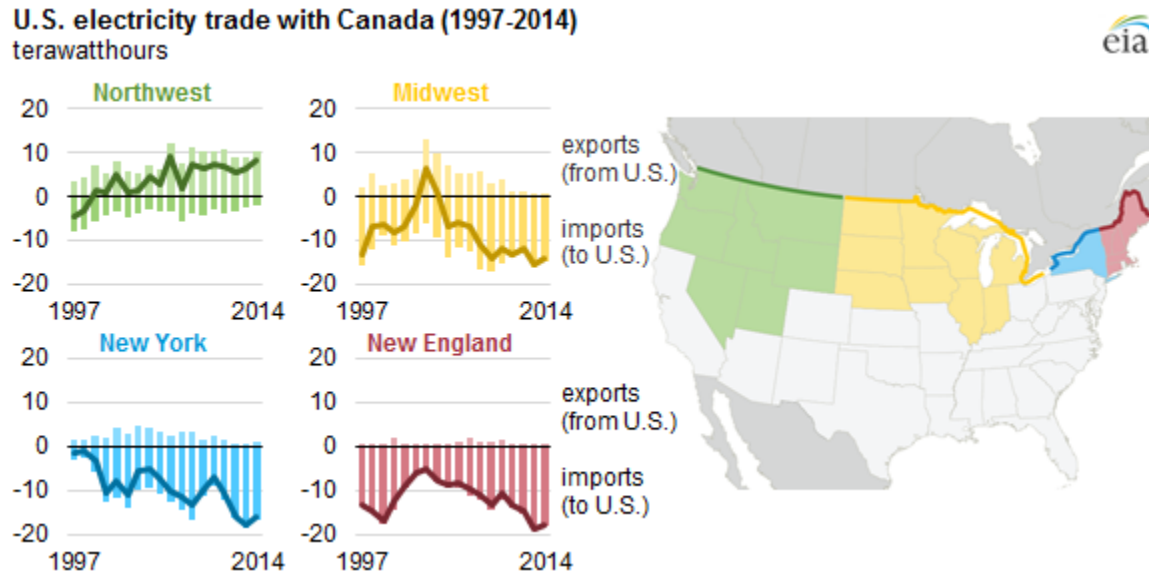 U.S. electricity trade with Canada (1997-2014)
terawatthours
eia
Northwest
20
10
0
-10
-20
1997
2014
Midwest
20
10
0
-10
-20
1997
2014
exports
(from U.S.)
imports
(to U.S.)
New York
20
10
0
-10
-20
1997
2014
New England
20
10
0
-10
-20
1997
2014
exports
(from U.S.)
imports
(to U.S.)